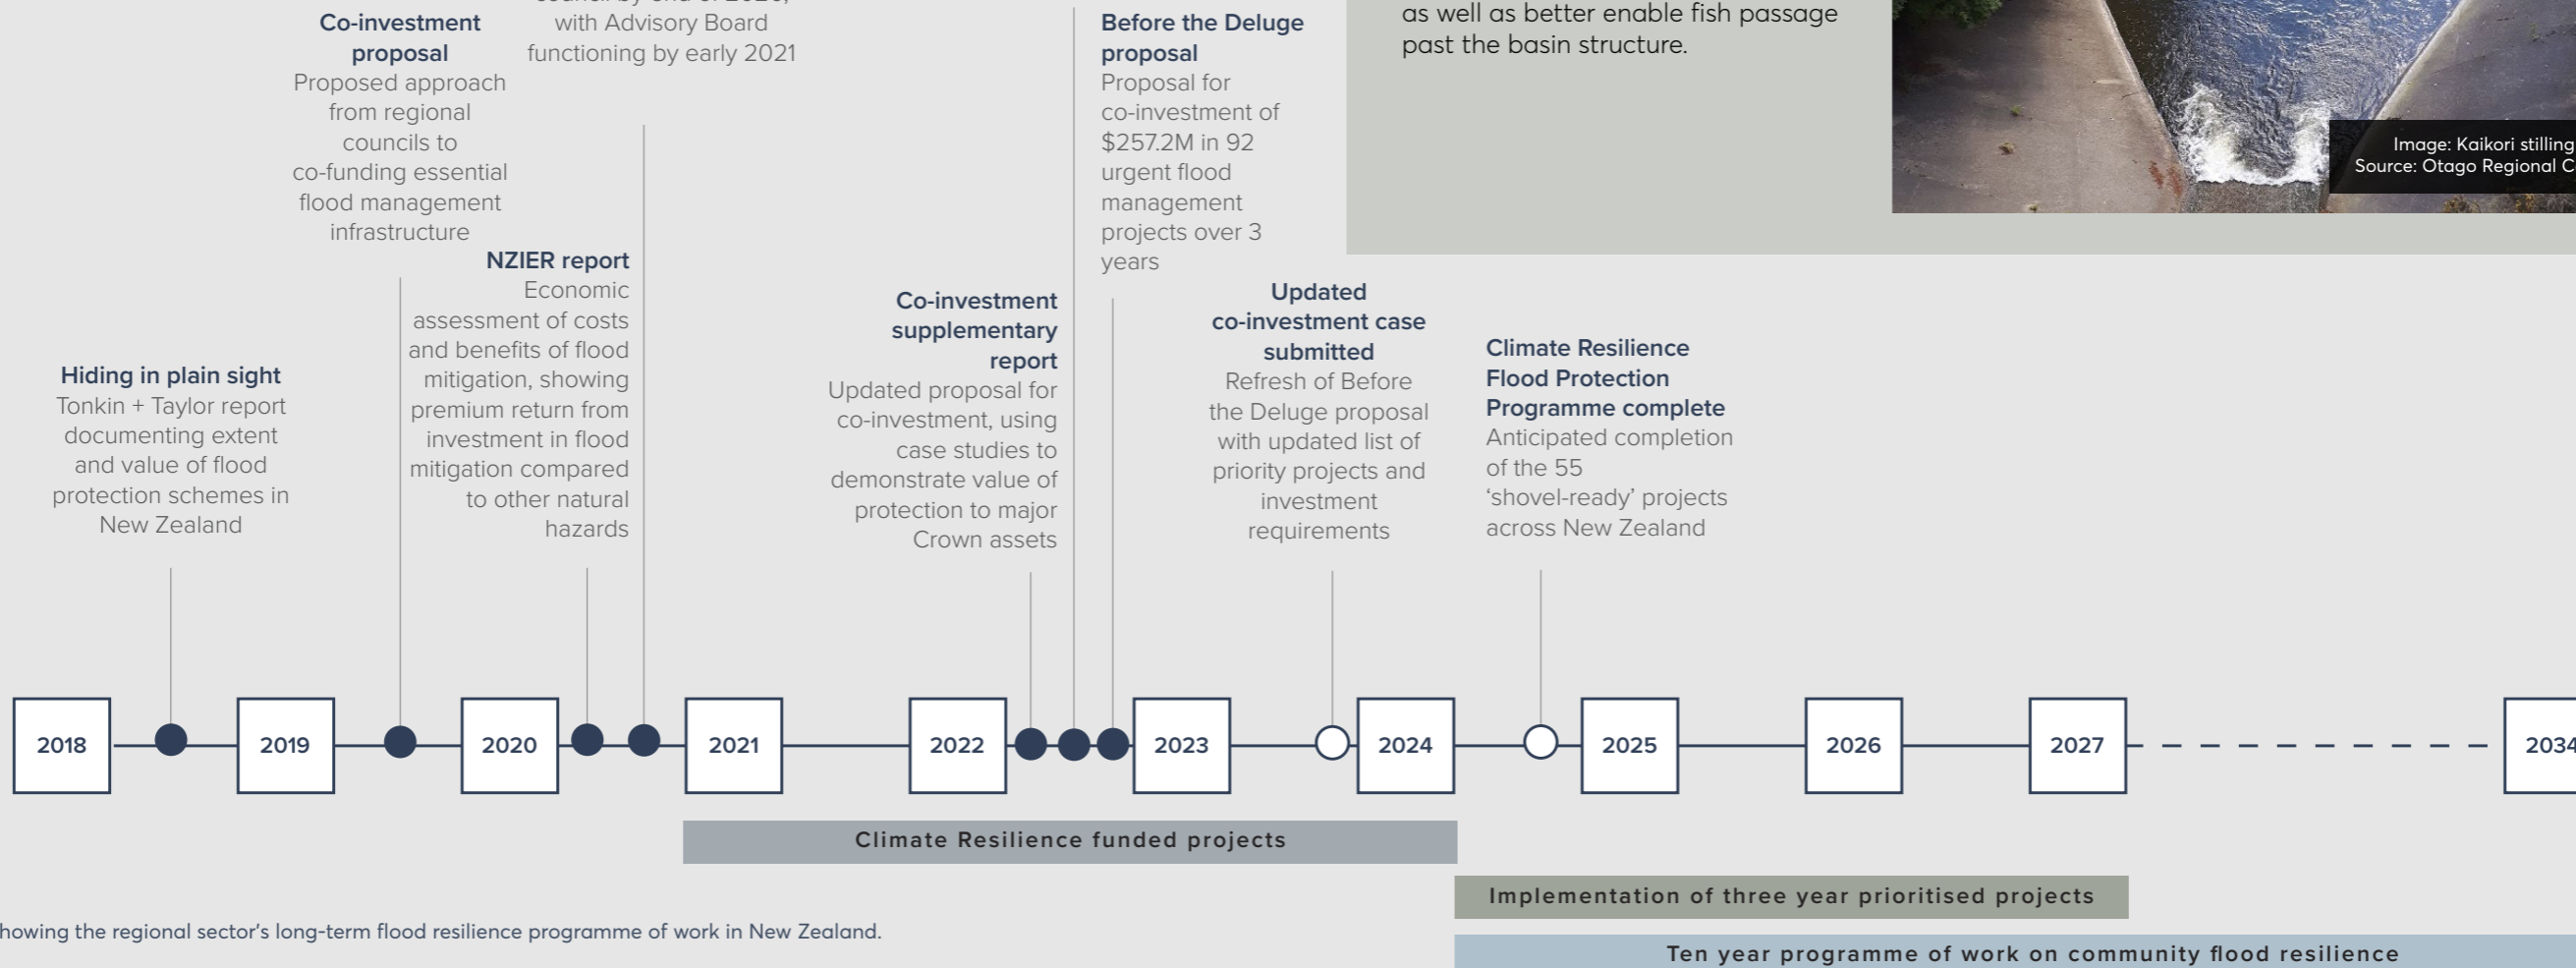 Co-investment
proposal
Proposed approach
from regional
councils to
co-funding essential
flood management
infrastructure
with Advisory Board
functioning by early 2021
Before the Deluge
proposal
Proposal for
co-investment of
$257.2M in 92
urgent flood
management
projects over 3
years
as well as better enable fish passage
past the basin structure.
Image: Kaikori stilling
Source: Otago Regional
NZIER report
Economic
assessment of costs
and benefits of flood
mitigation, showing
premium return from
investment in flood
mitigation compared
to other natural
hazards
Hiding in plain sight
Tonkin + Taylor report
documenting extent
and value of flood
protection schemes in
New Zealand
Co-investment
supplementary
report
Updated proposal for
co-investment, using
case studies to
demonstrate value of
protection to major
Crown assets
Updated
co-investment case
submitted
Refresh of Before
the Deluge proposal
with updated list of
priority projects and
investment
requirements
Climate Resilience
Flood Protection
Programme complete
Anticipated completion
of the 55
‘shovel-ready’ projects
across New Zealand
2018
2019
2020
2021
2022
2023
2024
2025
2026
2027
2034
Climate Resilience funded projects
Implementation of three year prioritised projects
howing the regional sector's long-term flood resilience programme of work in New Zealand.
Ten year programme of work on community flood resilience